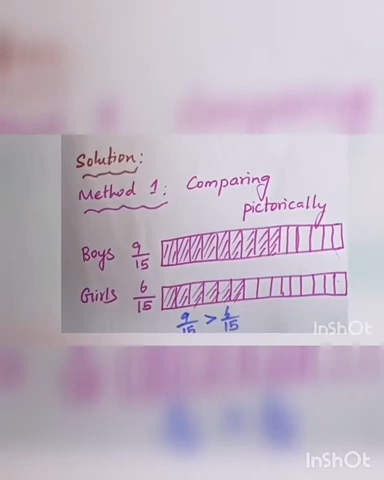 Solution:
Method 1: Comparing
pictorically
Boys 9/15
Girls 6/15
9/15 > 6/15
InShOt
InShOt